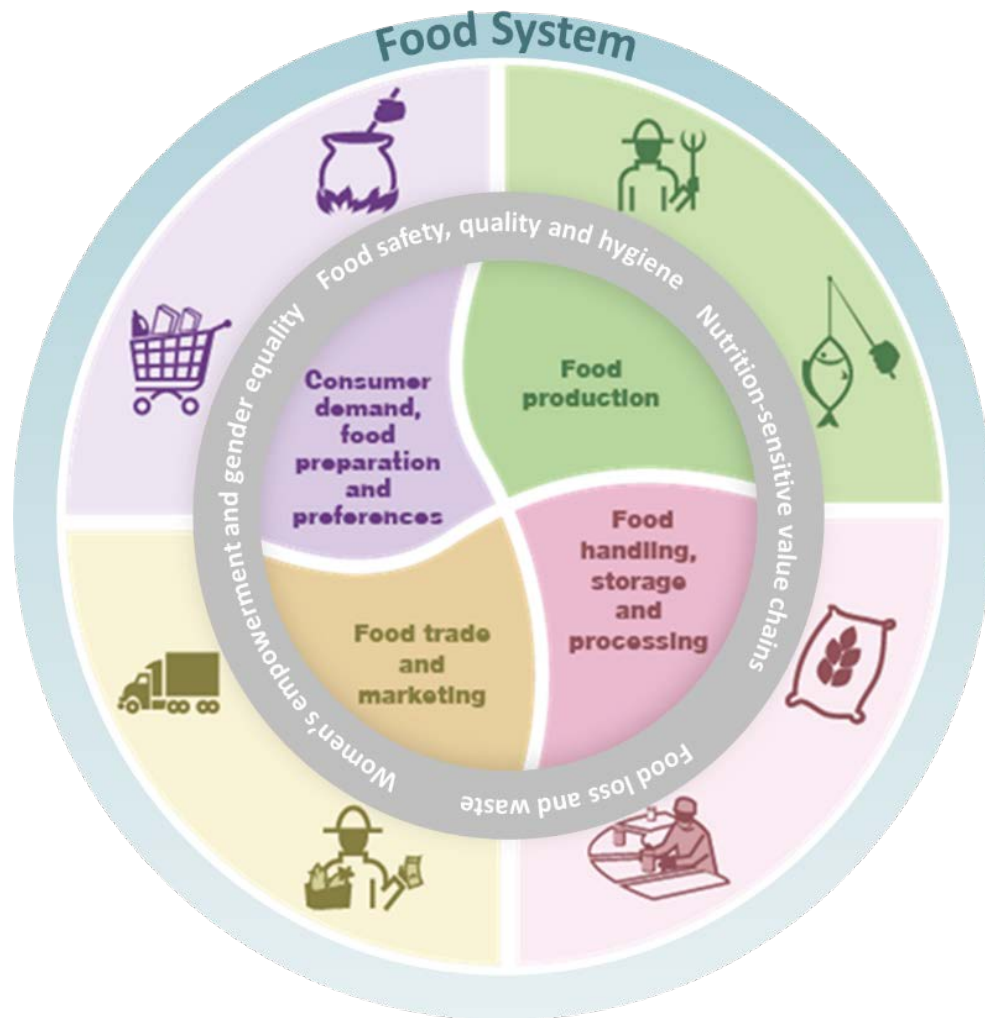 Food System
Food safety, quality and hygiene
Nutrition-sensitive value chains
Food loss and waste
Women's empowerment and gender equality
Consumer
demand,
food
preparation
and
preferences
Food
production
Food
handling,
storage
and
processing
Food trade
and
marketing